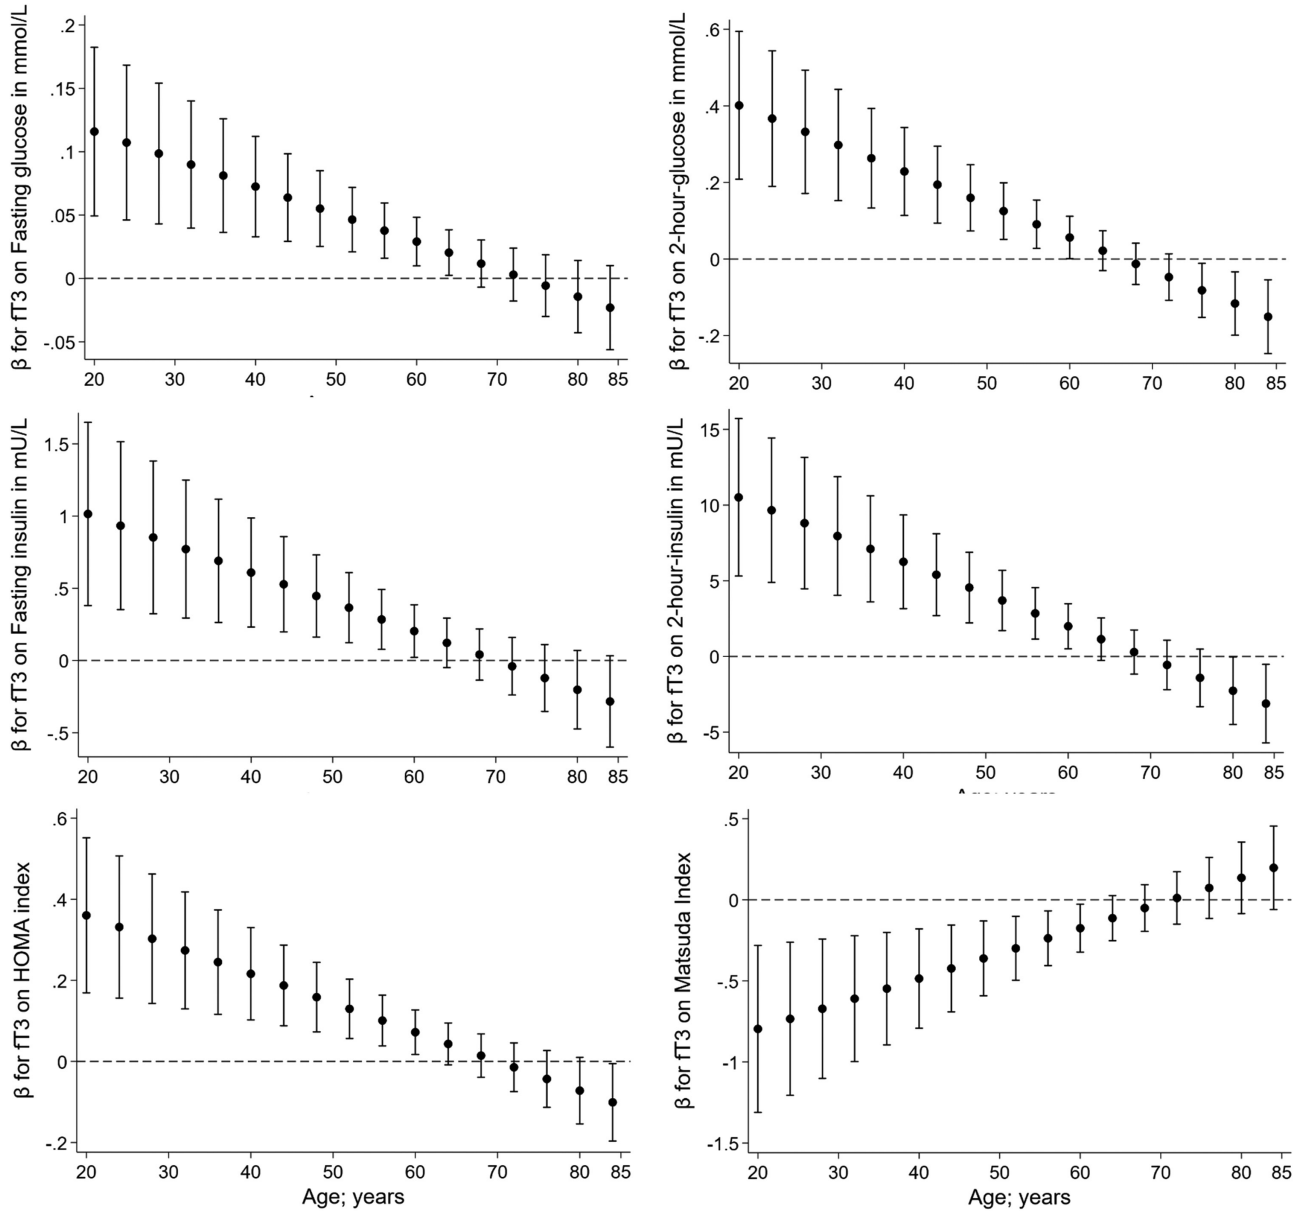 β for fT3 on Fasting glucose in mmol/L
.2
.15
.1
.05
0
-.05
20 30 40 50 60 70 80 85
β for fT3 on 2-hour-glucose in mmol/L
.6
.4
.2
0
-.2
20 30 40 50 60 70 80 85
β for fT3 on Fasting insulin in mU/L
1.5
1
.5
0
-.5
20 30 40 50 60 70 80 85
β for fT3 on 2-hour-insulin in mU/L
15
10
5
0
-5
20 30 40 50 60 70 80 85
β for fT3 on HOMA index
.6
.4
.2
0
-.2
20 30 40 50 60 70 80 85
Age; years
β for fT3 on Matsuda Index
.5
0
-.5
-1
-1.5
20 30 40 50 60 70 80 85
Age; years